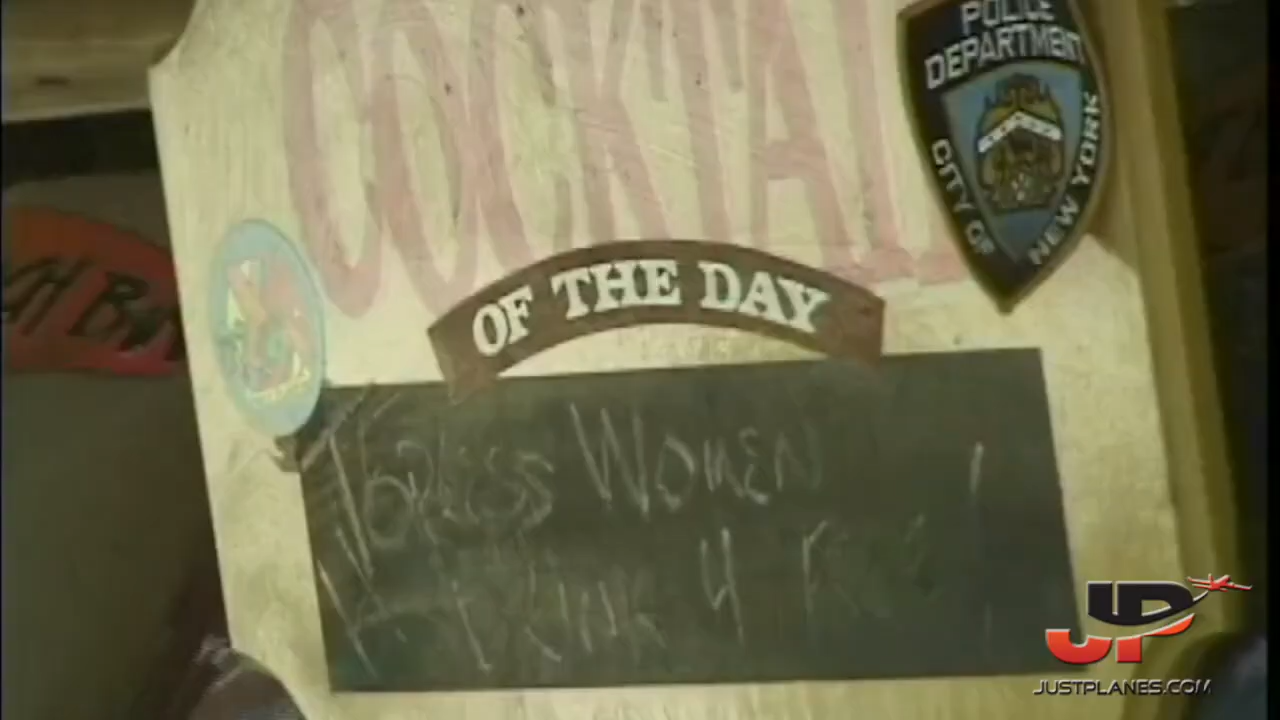 COCKTAIL
POLICE
DEPARTMENT
CITY OF
NEW YORK
OF THE DAY
TOPLESS WOMEN
DRINK 4 FREE
JP
JUSTPLANES.COM